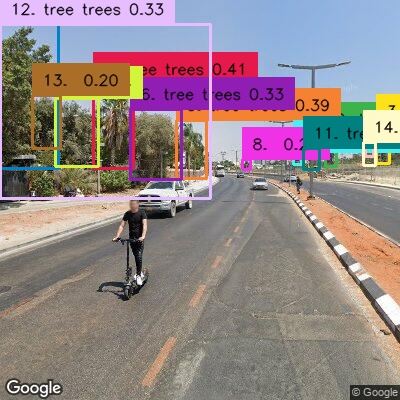 12. tree trees 0.33
tree trees 0.41
13. 0.20
6. tree trees 0.33
0.39
8. 0.2
11. tre
14.
Google
© Google